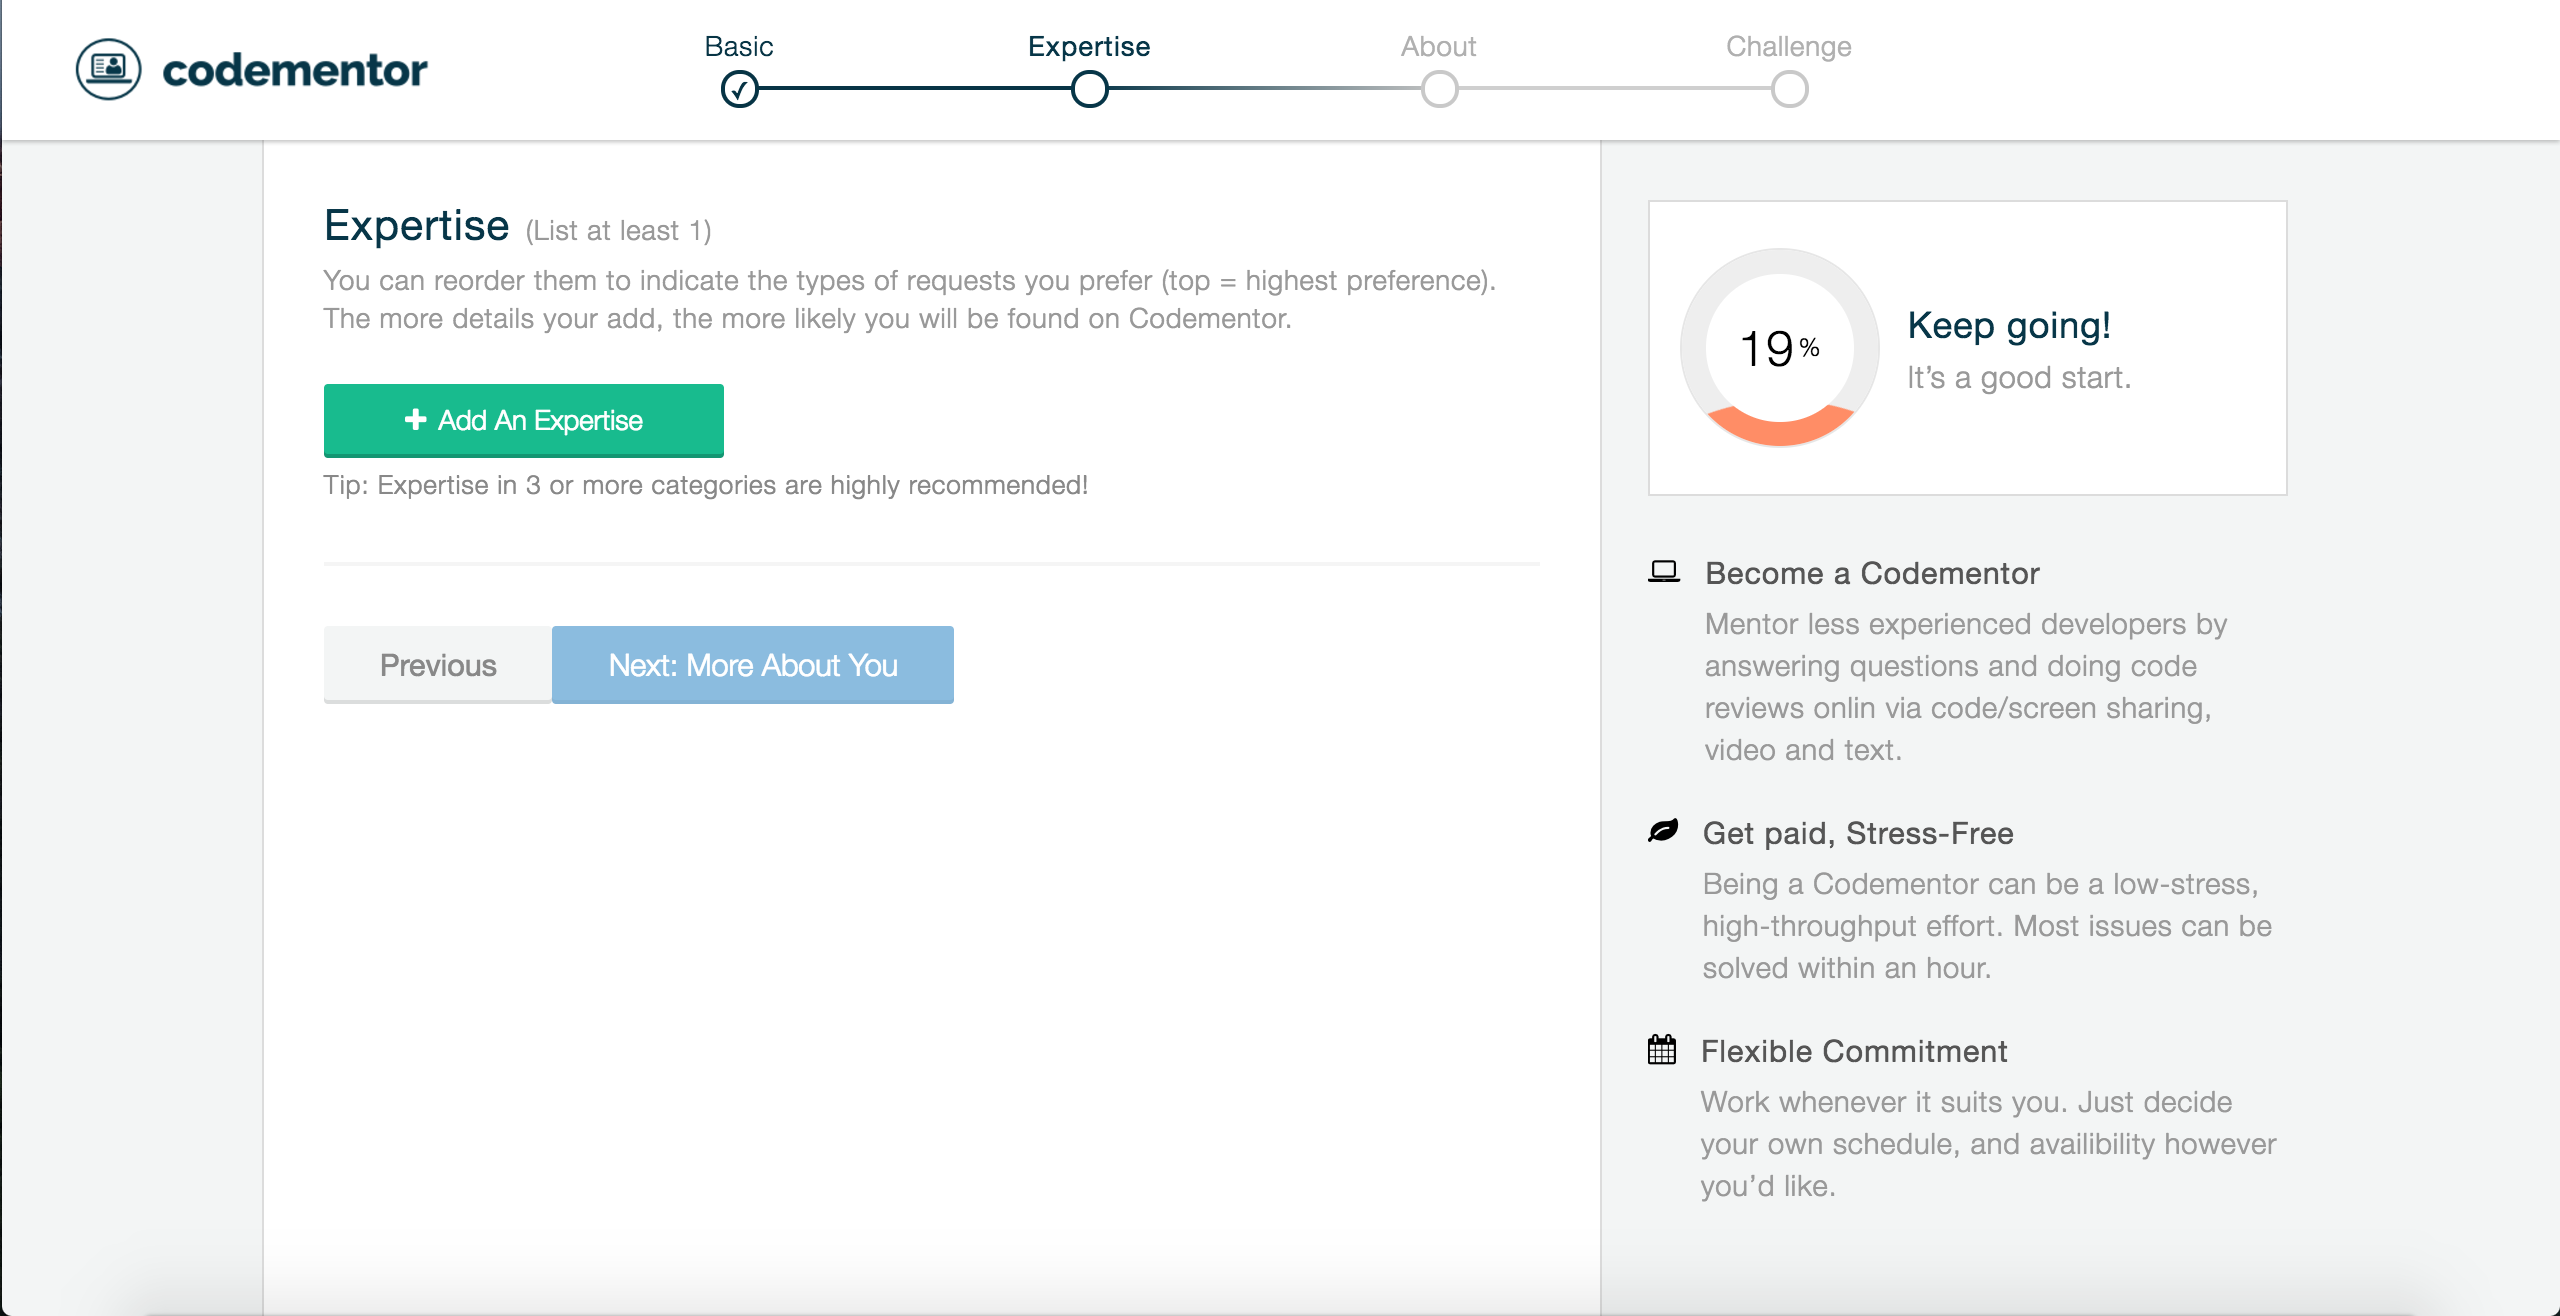 codementor
Basic
Expertise
About
Challenge
Expertise (List at least 1)
You can reorder them to indicate the types of requests you prefer (top = highest preference).
The more details your add, the more likely you will be found on Codementor.
Add An Expertise
Tip: Expertise in 3 or more categories are highly recommended!
Previous
Next: More About You
19%
Keep going!
It's a good start.
Become a Codementor
Mentor less experienced developers by
answering questions and doing code
reviews onlin via code/screen sharing,
video and text.
Get paid, Stress-Free
Being a Codementor can be a low-stress,
high-throughput effort. Most issues can be
solved within an hour.
Flexible Commitment
Work whenever it suits you. Just decide
your own schedule, and availibility however
you'd like.